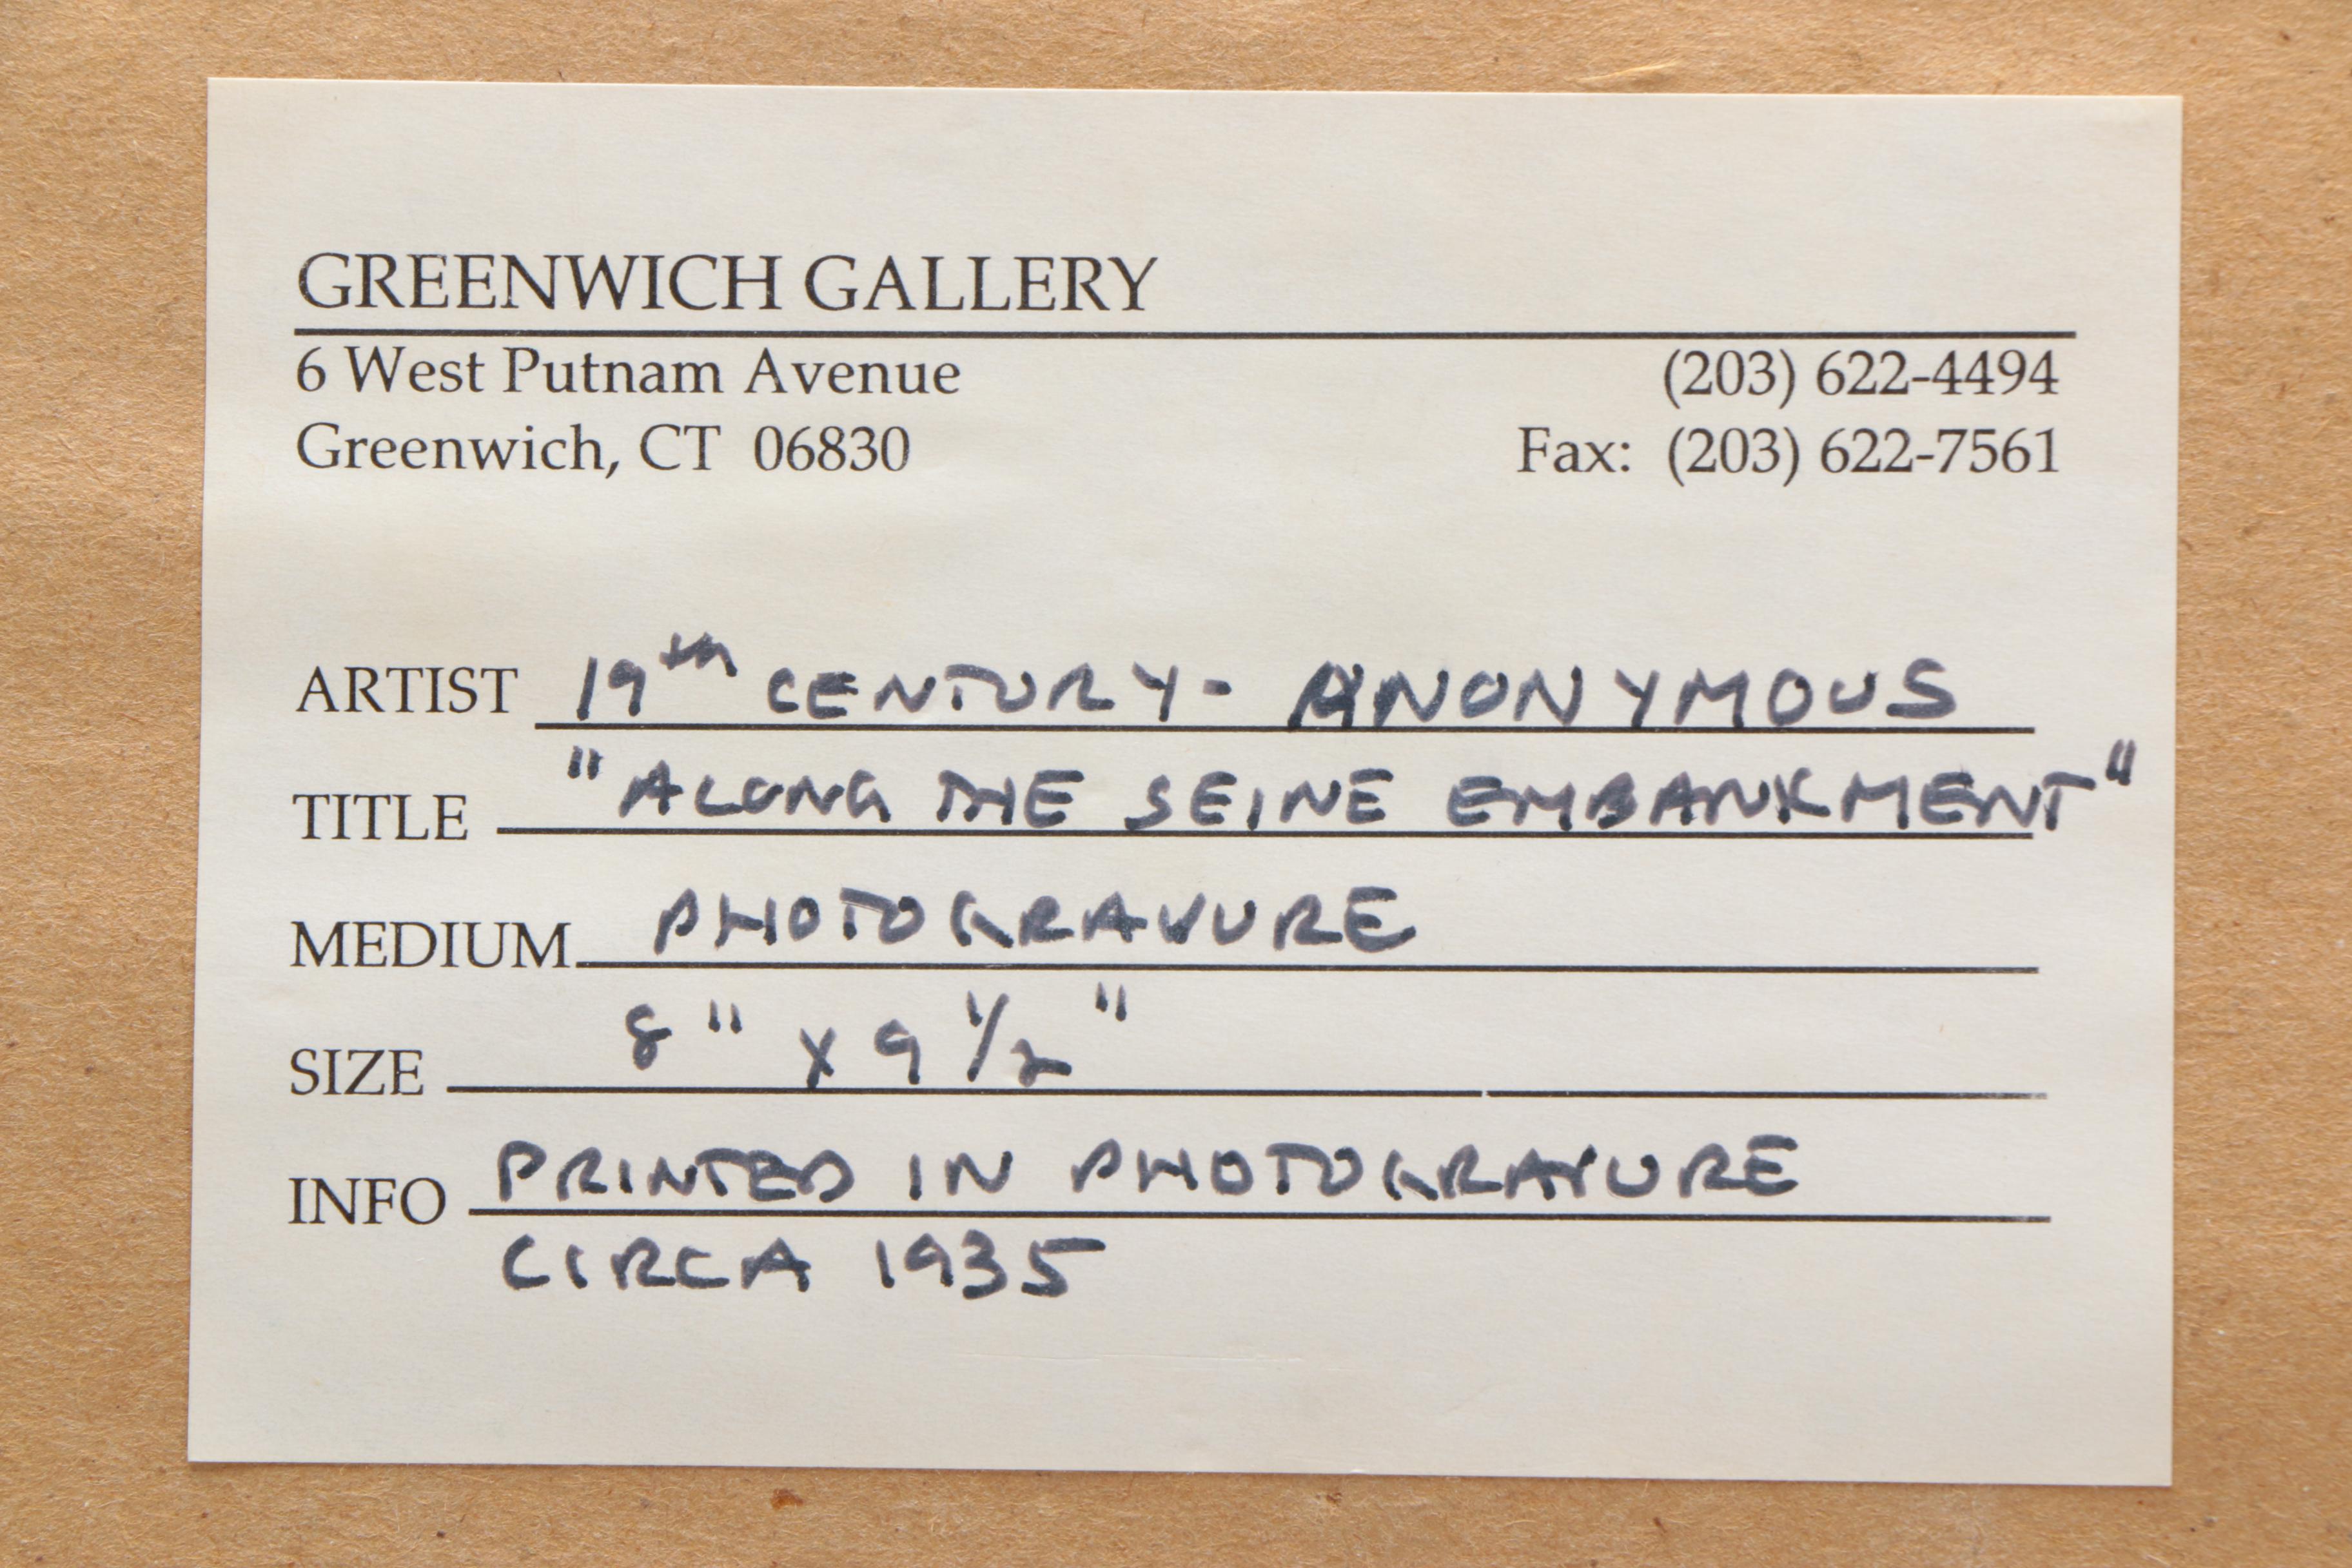 GREENWICH GALLERY
6 West Putnam Avenue (203) 622-4494
Greenwich, CT 06830 Fax: (203) 622-7561
ARTIST 19th CENTURY - ANONYMOUS
TITLE "ALONG THE SEINE EMBANKMENT"
MEDIUM PHOTOGRAVURE
SIZE 8" x 9 1/2"
INFO PRINTED IN PHOTOGRAVURE
CIRCA 1935